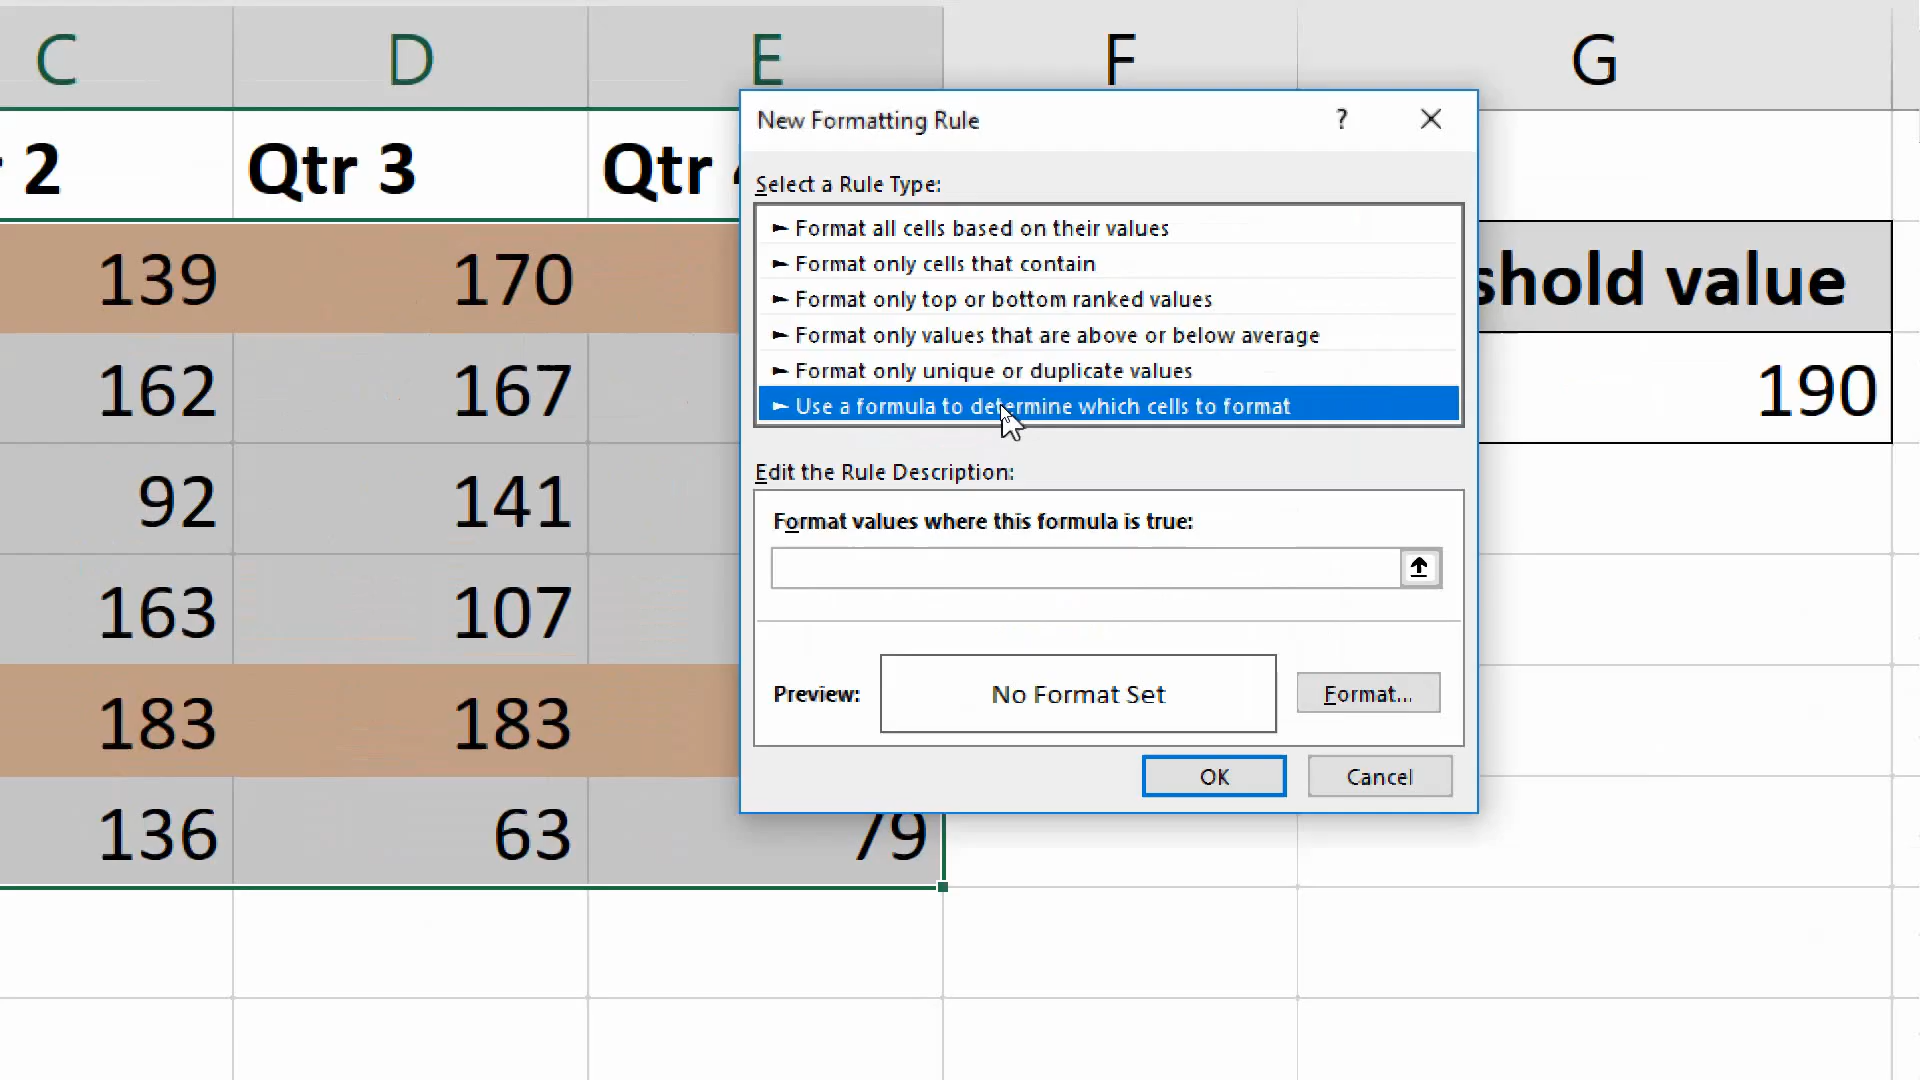 C D E F G
New Formatting Rule ?
2 Qtr 3 Qtr
Select a Rule Type:
Format all cells based on their values
Format only cells that contain
Format only top or bottom ranked values
Format only values that are above or below average
Format only unique or duplicate values
Use a formula to determine which cells to format
139 170 shold value
162 167 190
92 141
163 107
183 183
136 63 79
Edit the Rule Description:
Format values where this formula is true:
Preview: No Format Set Format...
OK Cancel